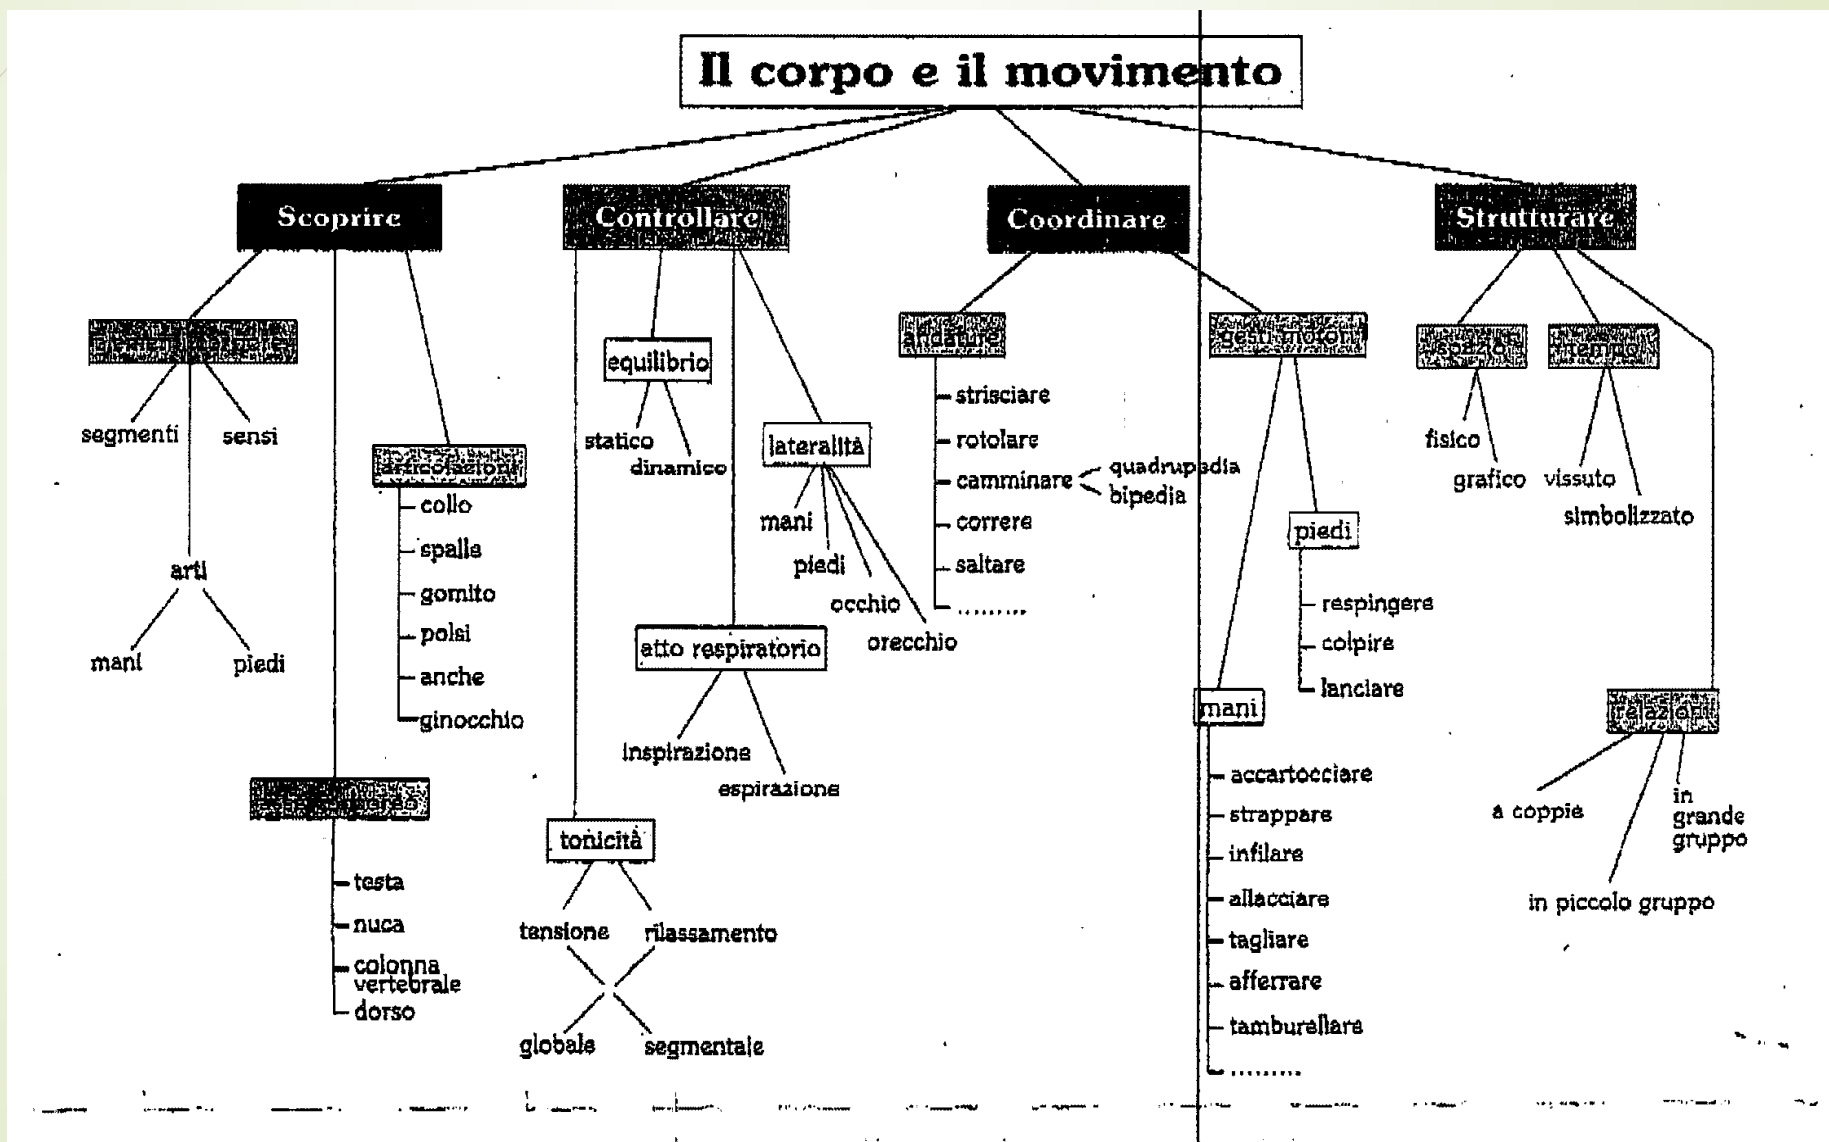 Il corpo e il movimento
Scoprire
Controllare
Coordinare
Strutturare
segmenti
sensi
arti
mani
piedi
articolazioni
collo
spalle
gomito
polsi
anche
ginocchio
asse corporeo
testa
nuca
colonna
vertebrale
dorso
equilibrio
statico
dinamico
lateralità
mani
piedi
occhio
orecchio
atto respiratorio
inspirazione
espirazione
tonicità
tensione
rilassamento
globale
segmentale
andature
strisciare
rotolare
camminare
quadrupedia
bipedia
correre
saltare
..........
gesti motori
piedi
respingere
colpire
lanciare
mani
accartocciare
strappare
infilare
allacciare
tagliare
afferrare
tamburellare
..........
spazio
fisico
grafico
tempo
vissuto
simbolizzato
relazioni
a coppie
in piccolo gruppo
in
grande
gruppo